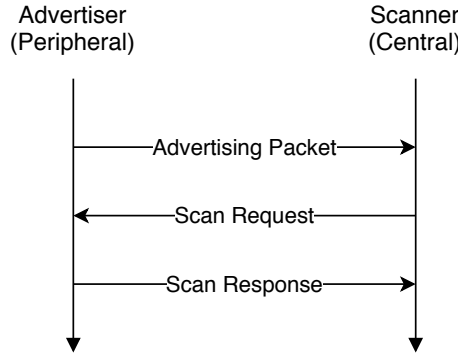 Advertiser
(Peripheral)
Scanner
(Central)
Advertising Packet
Scan Request
Scan Response